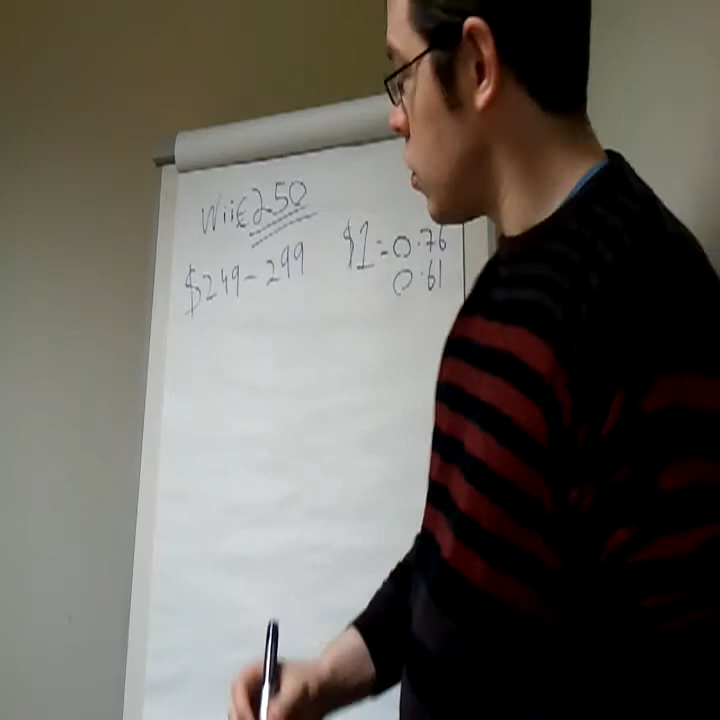 Wii €250
$249 - 299
$1 = 0.76
0.61